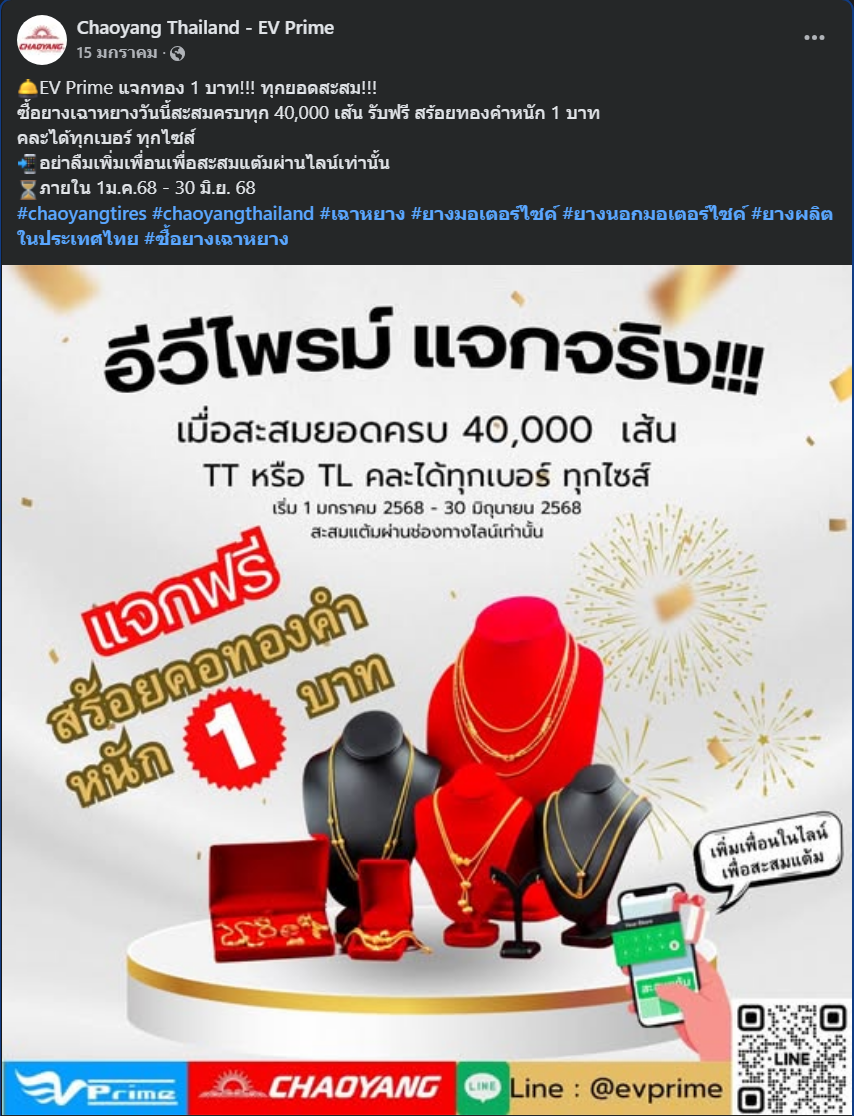 Chaoyang Thailand - EV Prime
15 มกราคม ·
EV Prime แจกทอง 1 บาท!!! ทุกยอดสะสม!!!
ซื้อยางเฉาหยางวันนี้สะสมครบทุก 40,000 เส้น รับฟรี สร้อยทองคำหนัก 1 บาท
คละได้ทุกเบอร์ ทุกไซส์
อย่าลืมเพิ่มเพื่อนเพื่อสะสมแต้มผ่านไลน์เท่านั้น
ภายใน 1ม.ค.68 - 30 มิ.ย. 68
#chaoyangtires #chaoyangthailand #เฉาหยาง #ยางมอเตอร์ไซค์ #ยางนอกมอเตอร์ไซค์ #ยางผลิต
ในประเทศไทย #ซื้อยางเฉาหยาง
อีวีไพรม์ แจกจริง!!!
เมื่อสะสมยอดครบ 40,000 เส้น
TT หรือ TL คละได้ทุกเบอร์ ทุกไซส์
เริ่ม 1 มกราคม 2568 - 30 มิถุนายน 2568
สะสมแต้มผ่านช่องทางไลน์เท่านั้น
แจกฟรี
สร้อยคอทองคำ
หนัก 1 บาท
เพิ่มเพื่อนในไลน์
เพื่อสะสมแต้ม
EV Prime
CHAOYANG
LINE
Line : @evprime
LINE